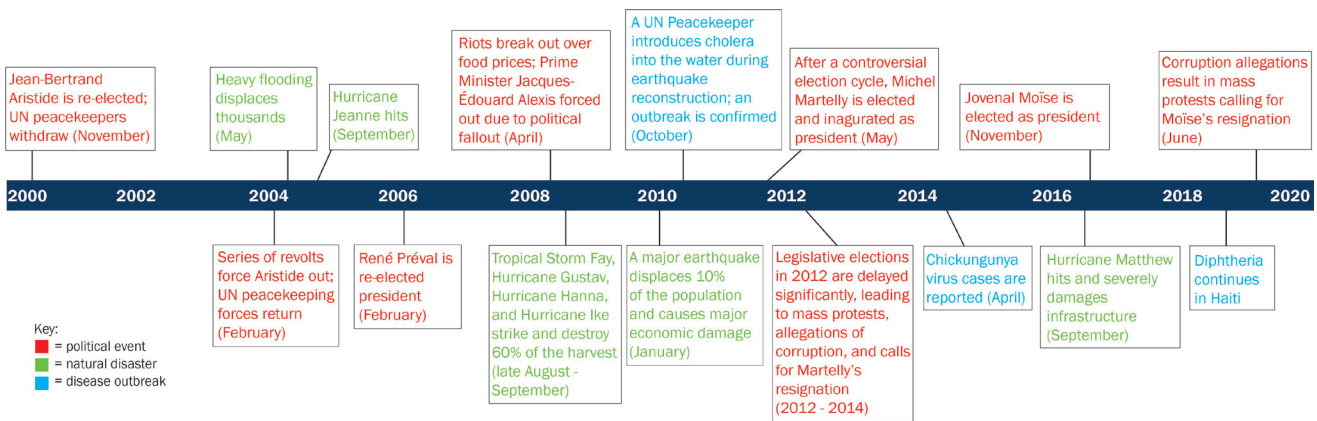 Jean-Bertrand
Aristide is re-elected;
UN peacekeepers
withdraw (November)
Heavy flooding
displaces
thousands
(May)
Hurricane
Jeanne hits
(September)
Riots break out over
food prices; Prime
Minister Jacques-
Édouard Alexis forced
out due to political
fallout (April)
A UN Peacekeeper
introduces cholera
into the water during
earthquake
reconstruction; an
outbreak is confirmed
(October)
After a controversial
election cycle, Michel
Martelly is elected
and inagurated as
president (May)
Jovenal Moïse is
elected as president
(November)
Corruption allegations
result in mass
protests calling for
Moïse's resignation
(June)
2000 2002 2004 2006 2008 2010 2012 2014 2016 2018 2020
Series of revolts
force Aristide out;
UN peacekeeping
forces return
(February)
René Préval is
re-elected
president
(February)
Tropical Storm Fay,
Hurricane Gustav,
Hurricane Hanna,
and Hurricane Ike
strike and destroy
60% of the harvest
(late August -
September)
A major earthquake
displaces 10%
of the population
and causes major
economic damage
(January)
Legislative elections
in 2012 are delayed
significantly, leading
to mass protests,
allegations of
corruption, and calls
for Martelly's
resignation
(2012 - 2014)
Chickungunya
virus cases are
reported (April)
Hurricane Matthew
hits and severely
damages
infrastructure
(September)
Diphtheria
continues
in Haiti
Key:
= political event
= natural disaster
= disease outbreak